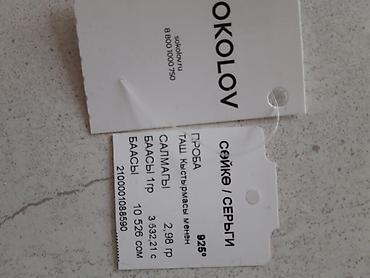 SOKOLOV
sokolov.ru
8 800 1000 750
СӨЙКӨ / СЕРЬГИ
ПРОБА 925°
ТАШ Кыстырмасы менен
САЛМАГЫ 2,98 гр
БААСЫ 1гр 3 532,21 с
БААСЫ 10 526 сом
2100001088590